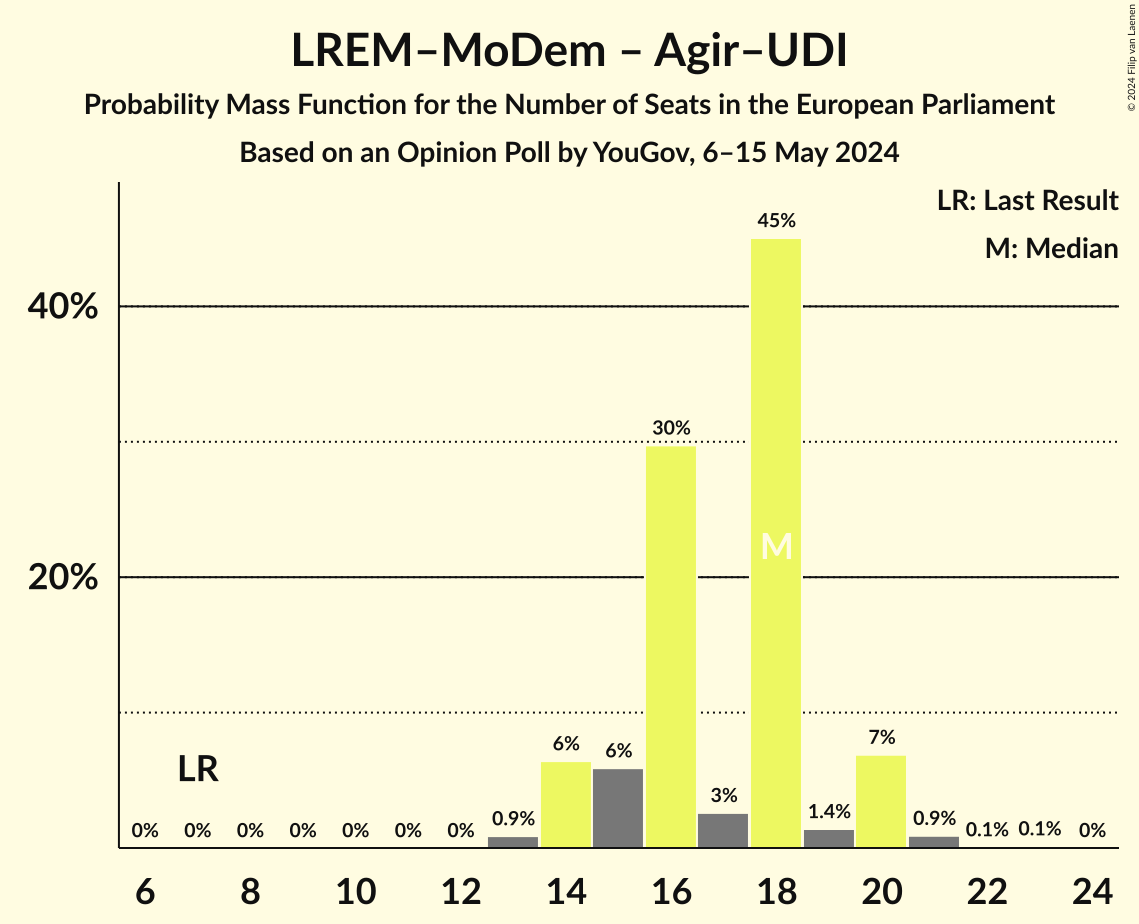 LREM–MoDem – Agir–UDI
Probability Mass Function for the Number of Seats in the European Parliament
Based on an Opinion Poll by YouGov, 6–15 May 2024
© 2024 Filip van Laenen
LR: Last Result
M: Median
45%
40%
30%
M
20%
LR
0% 0% 0% 0% 0% 0% 0% 0.9% 6% 6% 3% 1.4% 7% 0.9% 0.1% 0.1% 0%
6 8 10 12 14 16 18 20 22 24